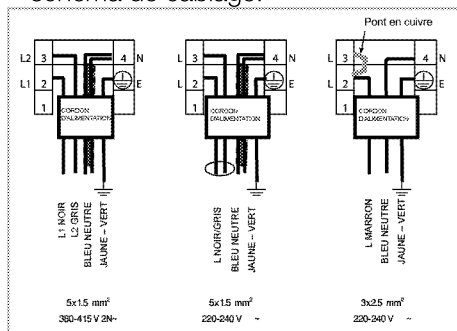 schéma de câblage.
Pont en cuivre
L2 3 4 N
L1 2 E
1
CORDON
D'ALIMENTATION
L1 NOIR
L2 GRIS
BLEU NEUTRE
JAUNE – VERT
5x1.5 mm²
380-415 V 2N~
L 3 4 N
L 2 E
1
CORDON
D'ALIMENTATION
L NOIR/GRIS
BLEU NEUTRE
JAUNE – VERT
5x1.5 mm²
220-240 V ~
L 3 4 N
L 2 E
1
CORDON
D'ALIMENTATION
L MARRON
BLEU NEUTRE
JAUNE – VERT
3x2.5 mm²
220-240 V ~